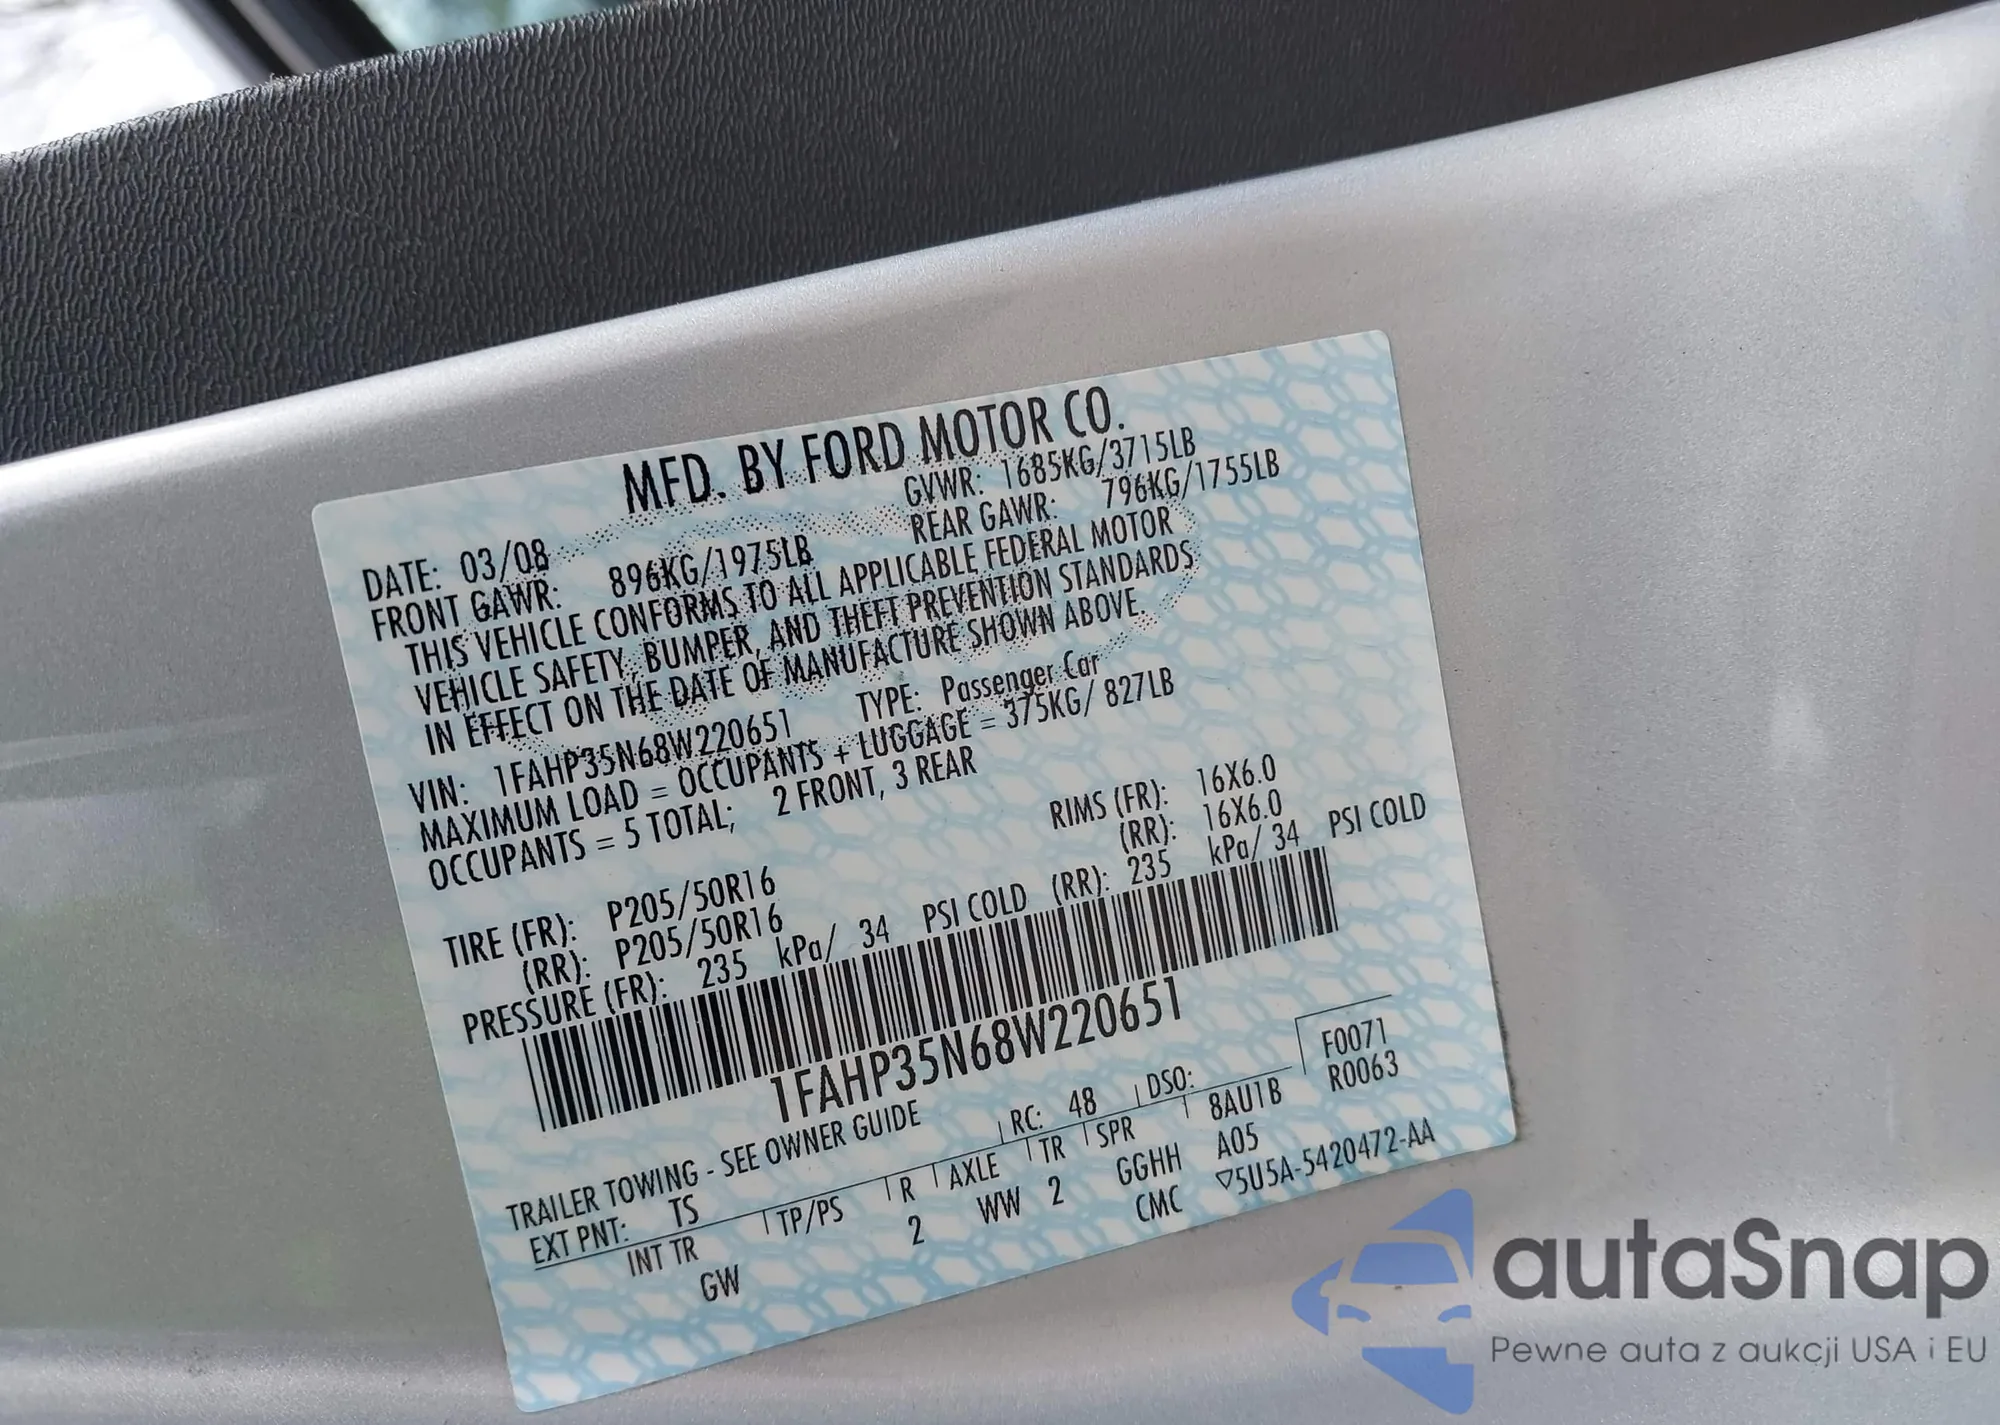 MFD. BY FORD MOTOR CO.
DATE: 03/08 GVWR: 1685KG/3715LB
FRONT GAWR: 896KG/1975LB REAR GAWR: 796KG/1755LB
THIS VEHICLE CONFORMS TO ALL APPLICABLE FEDERAL MOTOR
VEHICLE SAFETY, BUMPER, AND THEFT PREVENTION STANDARDS
IN EFFECT ON THE DATE OF MANUFACTURE SHOWN ABOVE.
VIN: 1FAHP35N68W220651 TYPE: Passenger Car
MAXIMUM LOAD = OCCUPANTS + LUGGAGE = 375KG/ 827LB
OCCUPANTS = 5 TOTAL; 2 FRONT, 3 REAR
TIRE (FR): P205/50R16 RIMS (FR): 16X6.0
(RR): P205/50R16 (RR): 16X6.0
PRESSURE (FR): 235 kPa/ 34 PSI COLD (RR): 235 kPa/ 34 PSI COLD
1FAHP35N68W220651
F0071
R0063
TRAILER TOWING - SEE OWNER GUIDE RC: 48 DSO:
EXT PNT: TS TP/PS R AXLE TR SPR 8AU1B
INT TR 2 WW 2 GGHH A05
GW CMC ▽5U5A-5420472-AA
autaSnap
Pewne auta z aukcji USA i EU